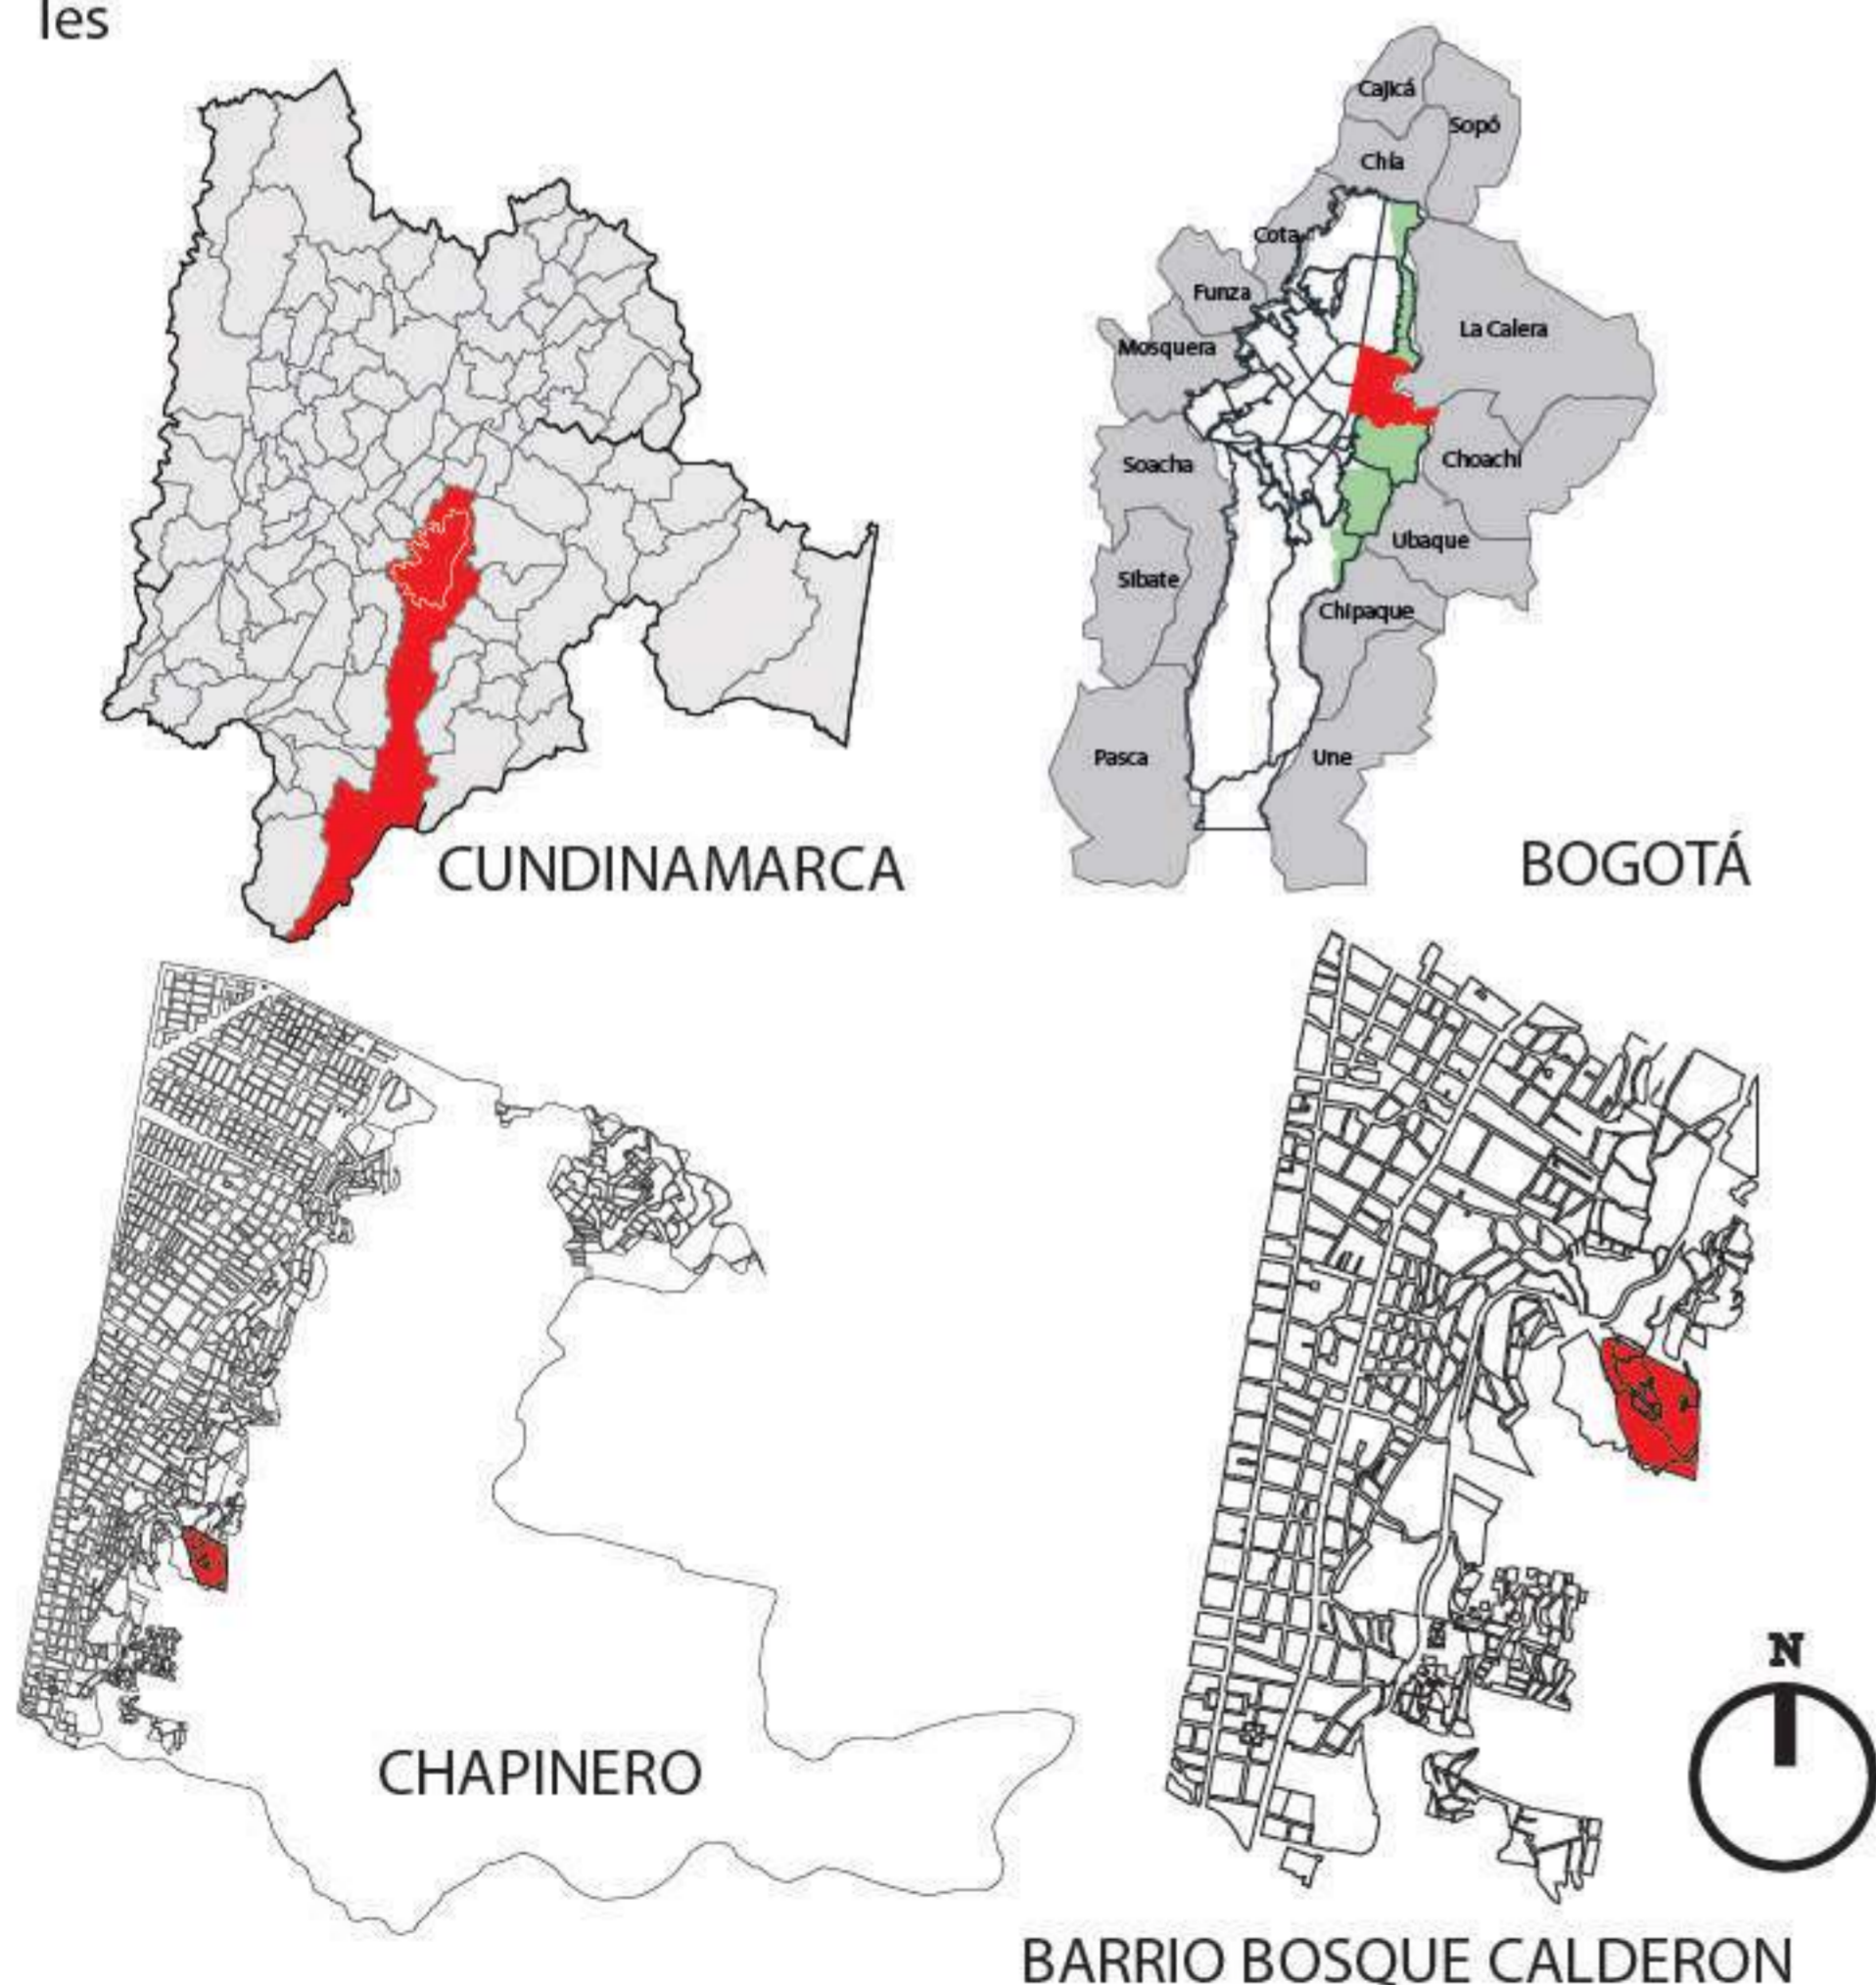 les
Cajicá
Sopó
Chía
Cota
Funza
La Calera
Mosquera
Soacha
Choachí
Ubaque
Sibate
Chipaque
Pasca
Une
CUNDINAMARCA
BOGOTÁ
CHAPINERO
N
BARRIO BOSQUE CALDERON